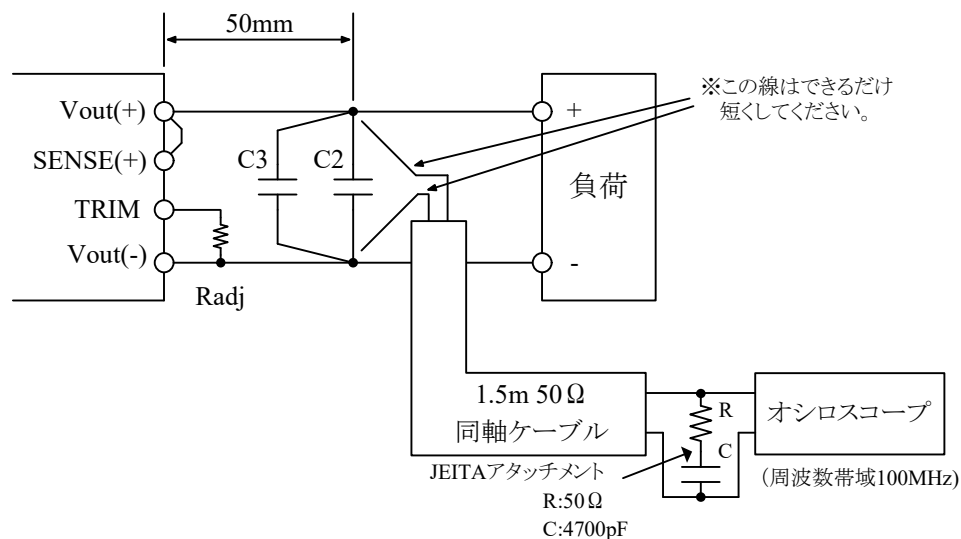 50mm
Vout(+)
SENSE(+)
TRIM
Vout(-)
Radj
C3
C2
※この線はできるだけ
短くしてください。
+
負荷
-
1.5m 50Ω
同軸ケーブル
R
C
オシロスコープ
(周波数帯域100MHz)
JEITAアタッチメント
R:50Ω
C:4700pF